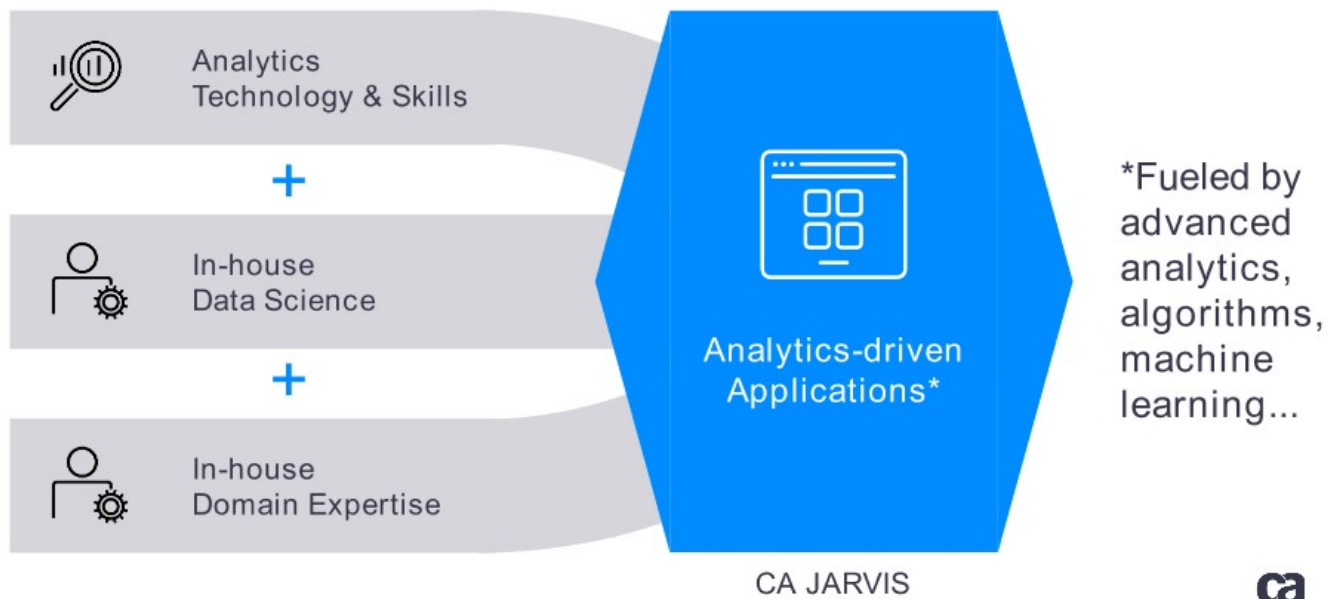 Analytics
Technology & Skills
+
In-house
Data Science
+
In-house
Domain Expertise
Analytics-driven
Applications*
CA JARVIS
*Fueled by
advanced
analytics,
algorithms,
machine
learning...
ca